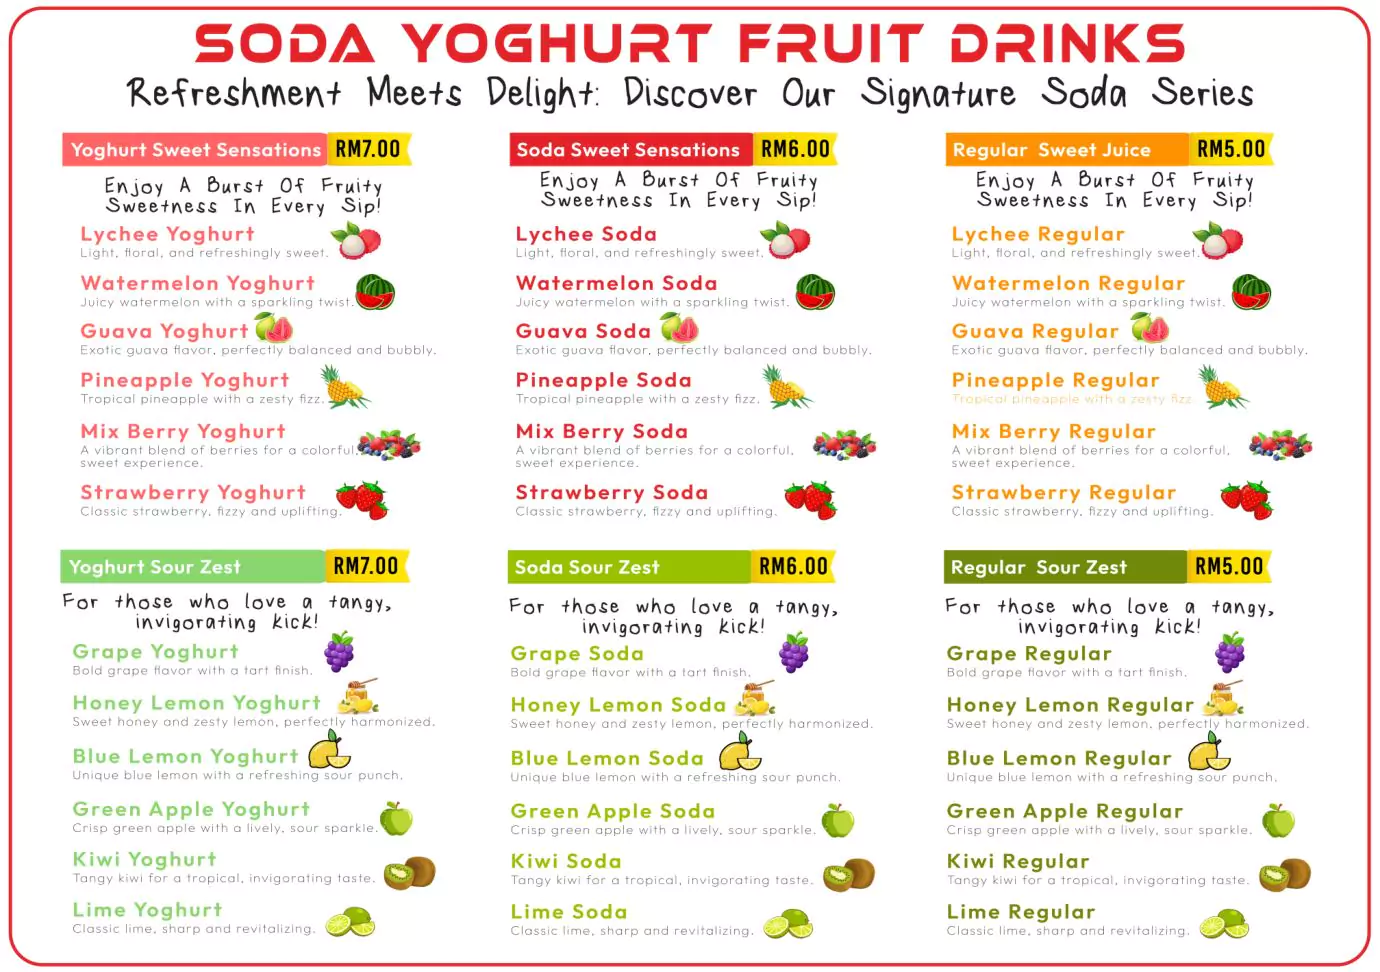 SODA YOGHURT FRUIT DRINKS
Refreshment Meets Delight: Discover Our Signature Soda Series
Yoghurt Sweet Sensations RM7.00
Enjoy A Burst Of Fruity
Sweetness In Every Sip!
Lychee Yoghurt
Light, floral, and refreshingly sweet.
Watermelon Yoghurt
Juicy watermelon with a sparkling twist.
Guava Yoghurt
Exotic guava flavor, perfectly balanced and bubbly.
Pineapple Yoghurt
Tropical pineapple with a zesty fizz.
Mix Berry Yoghurt
A vibrant blend of berries for a colorful,
sweet experience.
Strawberry Yoghurt
Classic strawberry, fizzy and uplifting.
Soda Sweet Sensations RM6.00
Enjoy A Burst Of Fruity
Sweetness In Every Sip!
Lychee Soda
Light, floral, and refreshingly sweet.
Watermelon Soda
Juicy watermelon with a sparkling twist.
Guava Soda
Exotic guava flavor, perfectly balanced and bubbly.
Pineapple Soda
Tropical pineapple with a zesty fizz.
Mix Berry Soda
A vibrant blend of berries for a colorful,
sweet experience.
Strawberry Soda
Classic strawberry, fizzy and uplifting.
Regular Sweet Juice RM5.00
Enjoy A Burst Of Fruity
Sweetness In Every Sip!
Lychee Regular
Light, floral, and refreshingly sweet.
Watermelon Regular
Juicy watermelon with a sparkling twist.
Guava Regular
Exotic guava flavor, perfectly balanced and bubbly.
Pineapple Regular
Tropical pineapple with a zesty fizz.
Mix Berry Regular
A vibrant blend of berries for a colorful,
sweet experience.
Strawberry Regular
Classic strawberry, fizzy and uplifting.
Yoghurt Sour Zest RM7.00
For those who love a tangy,
invigorating kick!
Grape Yoghurt
Bold grape flavor with a tart finish.
Honey Lemon Yoghurt
Sweet honey and zesty lemon, perfectly harmonized.
Blue Lemon Yoghurt
Unique blue lemon with a refreshing sour punch.
Green Apple Yoghurt
Crisp green apple with a lively, sour sparkle.
Kiwi Yoghurt
Tangy kiwi for a tropical, invigorating taste.
Lime Yoghurt
Classic lime, sharp and revitalizing.
Soda Sour Zest RM6.00
For those who love a tangy,
invigorating kick!
Grape Soda
Bold grape flavor with a tart finish.
Honey Lemon Soda
Sweet honey and zesty lemon, perfectly harmonized.
Blue Lemon Soda
Unique blue lemon with a refreshing sour punch.
Green Apple Soda
Crisp green apple with a lively, sour sparkle.
Kiwi Soda
Tangy kiwi for a tropical, invigorating taste.
Lime Soda
Classic lime, sharp and revitalizing.
Regular Sour Zest RM5.00
For those who love a tangy,
invigorating kick!
Grape Regular
Bold grape flavor with a tart finish.
Honey Lemon Regular
Sweet honey and zesty lemon, perfectly harmonized.
Blue Lemon Regular
Unique blue lemon with a refreshing sour punch.
Green Apple Regular
Crisp green apple with a lively, sour sparkle.
Kiwi Regular
Tangy kiwi for a tropical, invigorating taste.
Lime Regular
Classic lime, sharp and revitalizing.